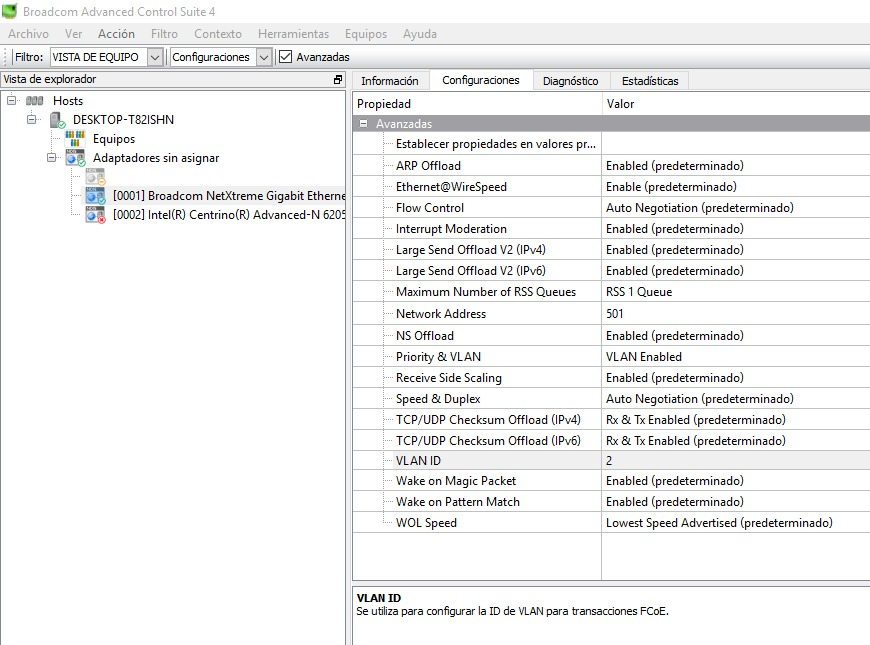 Broadcom Advanced Control Suite 4
Archivo Ver Acción Filtro Contexto Herramientas Equipos Ayuda
Filtro: VISTA DE EQUIPO Configuraciones Avanzadas
Vista de explorador
Hosts
DESKTOP-T82ISHN
Equipos
Adaptadores sin asignar
[0001] Broadcom NetXtreme Gigabit Etherne
[0002] Intel(R) Centrino(R) Advanced-N 6205
Información Configuraciones Diagnóstico Estadísticas
Propiedad Valor
Avanzadas
Establecer propiedades en valores pr...
ARP Offload Enabled (predeterminado)
Ethernet@WireSpeed Enable (predeterminado)
Flow Control Auto Negotiation (predeterminado)
Interrupt Moderation Enabled (predeterminado)
Large Send Offload V2 (IPv4) Enabled (predeterminado)
Large Send Offload V2 (IPv6) Enabled (predeterminado)
Maximum Number of RSS Queues RSS 1 Queue
Network Address 501
NS Offload Enabled (predeterminado)
Priority & VLAN VLAN Enabled
Receive Side Scaling Enabled (predeterminado)
Speed & Duplex Auto Negotiation (predeterminado)
TCP/UDP Checksum Offload (IPv4) Rx & Tx Enabled (predeterminado)
TCP/UDP Checksum Offload (IPv6) Rx & Tx Enabled (predeterminado)
VLAN ID 2
Wake on Magic Packet Enabled (predeterminado)
Wake on Pattern Match Enabled (predeterminado)
WOL Speed Lowest Speed Advertised (predeterminado)
VLAN ID
Se utiliza para configurar la ID de VLAN para transacciones FCoE.